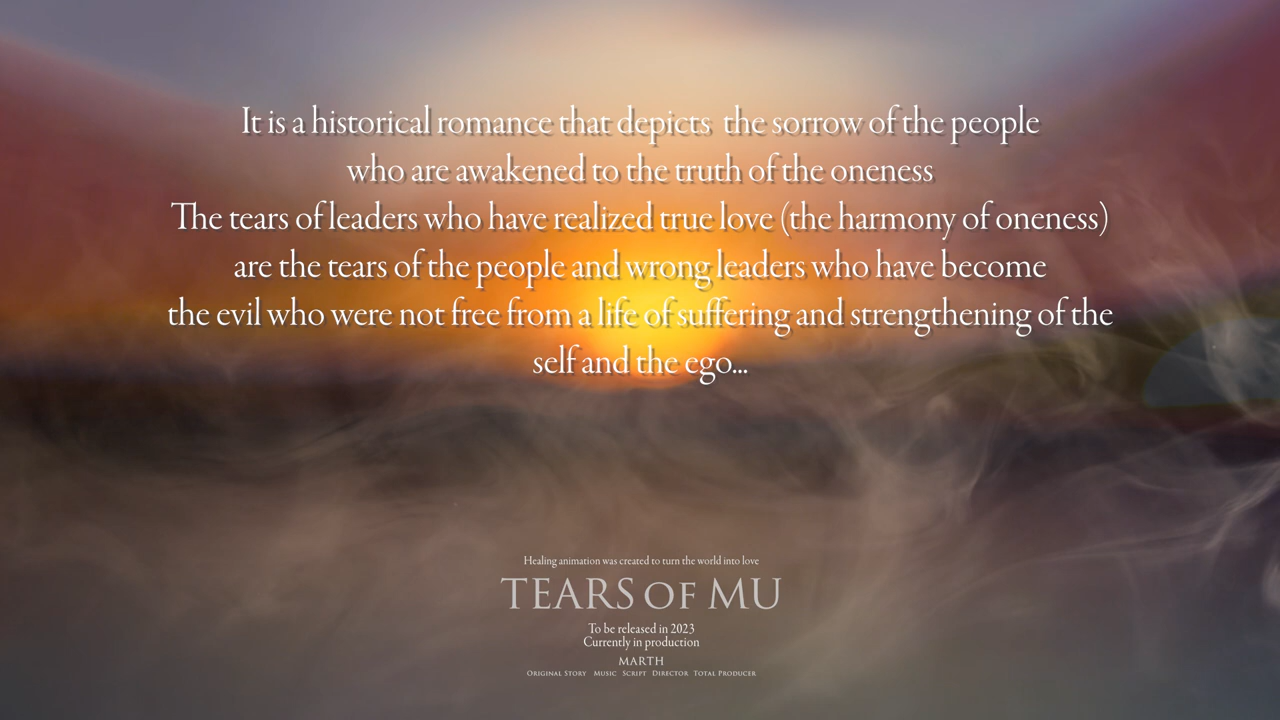 It is a historical romance that depicts the sorrow of the people
who are awakened to the truth of the oneness
The tears of leaders who have realized true love (the harmony of oneness)
are the tears of the people and wrong leaders who have become
the evil who were not free from a life of suffering and strengthening of the
self and the ego...
Healing animation was created to turn the world into love
TEARS OF MU
To be released in 2023
Currently in production
MARTH
ORIGINAL STORY MUSIC SCRIPT DIRECTOR TOTAL PRODUCER